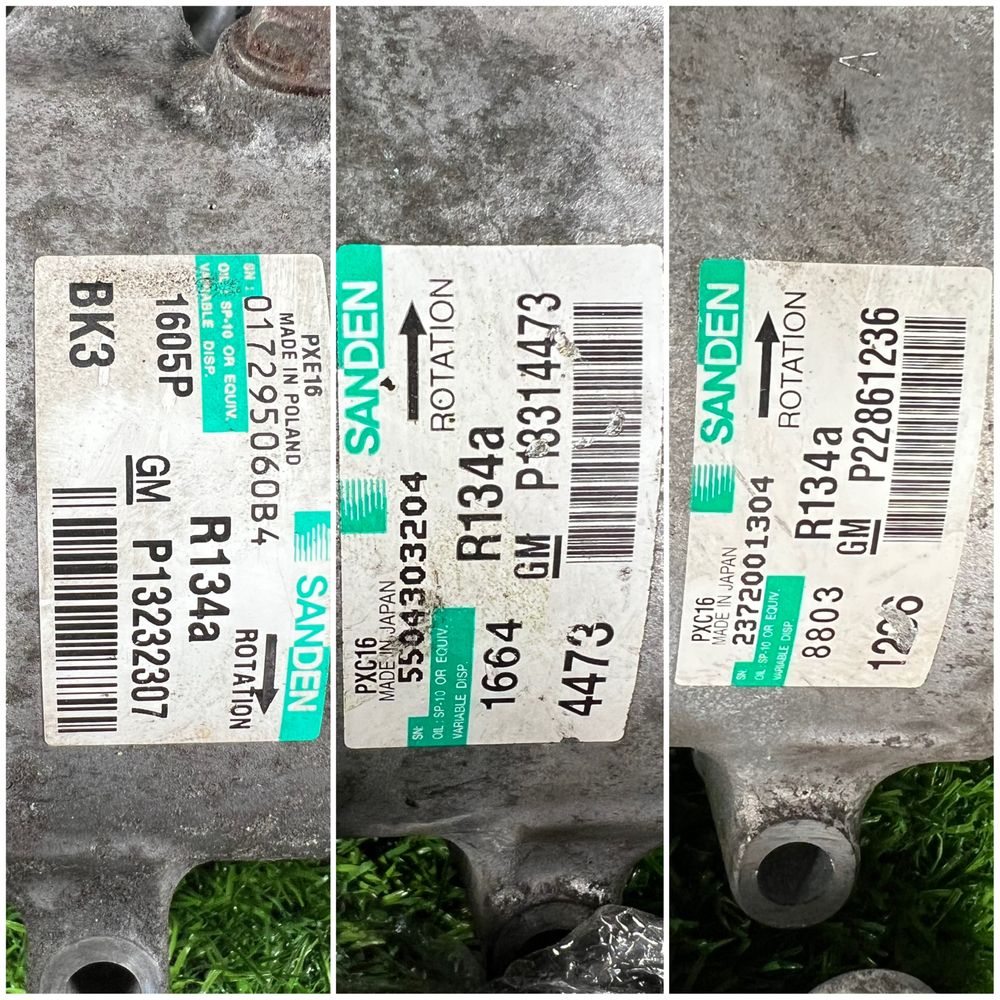 SANDEN
ROTATION
PXE16
MADE IN POLAND
R134a
SN :
017295060B4
OIL : SP-10 OR EQUIV.
VARIABLE DISP.
GM P13232307
1605P
BK3
SANDEN
ROTATION
PXC16
MADE IN JAPAN
R134a
SN:
5504303204
OIL : SP-10 OR EQUIV.
VARIABLE DISP.
GM P13314473
1664
4473
SANDEN
ROTATION
PXC16
MADE IN JAPAN
R134a
SN:
2372001304
OIL : SP-10 OR EQUIV.
VARIABLE DISP
GM P22861236
8803